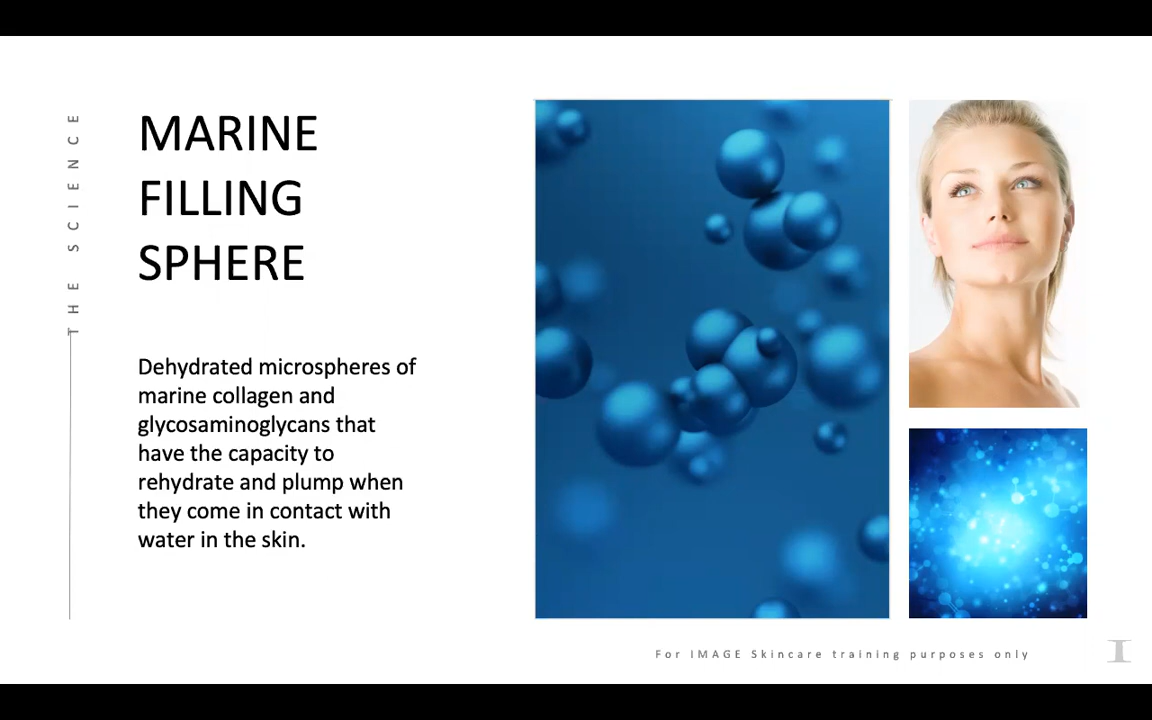 THE SCIENCE
MARINE
FILLING
SPHERE
Dehydrated microspheres of
marine collagen and
glycosaminoglycans that
have the capacity to
rehydrate and plump when
they come in contact with
water in the skin.
For IMAGE Skincare training purposes only
I